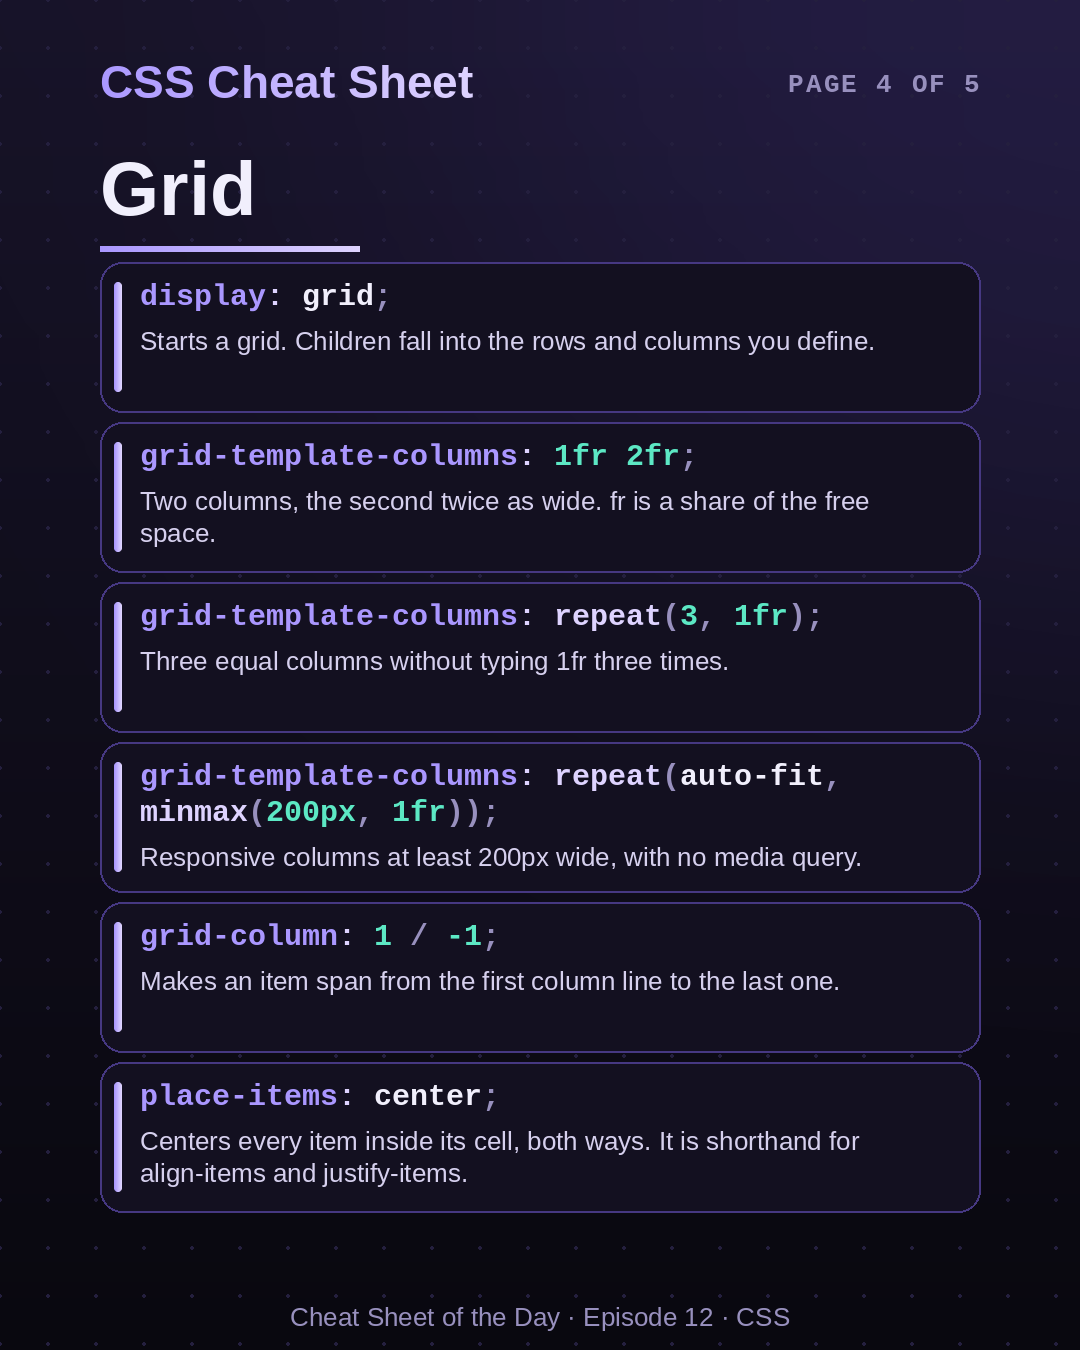 CSS Cheat Sheet
PAGE 4 OF 5
Grid
display: grid;
Starts a grid. Children fall into the rows and columns you define.
grid-template-columns: 1fr 2fr;
Two columns, the second twice as wide. fr is a share of the free
space.
grid-template-columns: repeat(3, 1fr);
Three equal columns without typing 1fr three times.
grid-template-columns: repeat(auto-fit,
minmax(200px, 1fr));
Responsive columns at least 200px wide, with no media query.
grid-column: 1 / -1;
Makes an item span from the first column line to the last one.
place-items: center;
Centers every item inside its cell, both ways. It is shorthand for
align-items and justify-items.
Cheat Sheet of the Day · Episode 12 · CSS